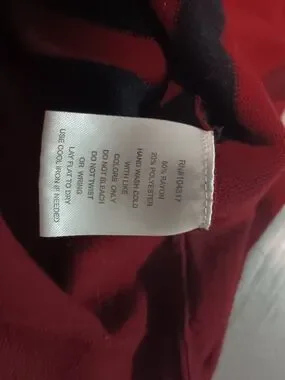 RN#104317
80% RAYON
20% POLYESTER
HAND WASH COLD
WITH LIKE
COLORS ONLY
DO NOT BLEACH
DO NOT TWIST
OR WRING
LAY FLAT TO DRY
USE COOL IRON IF NEEDED